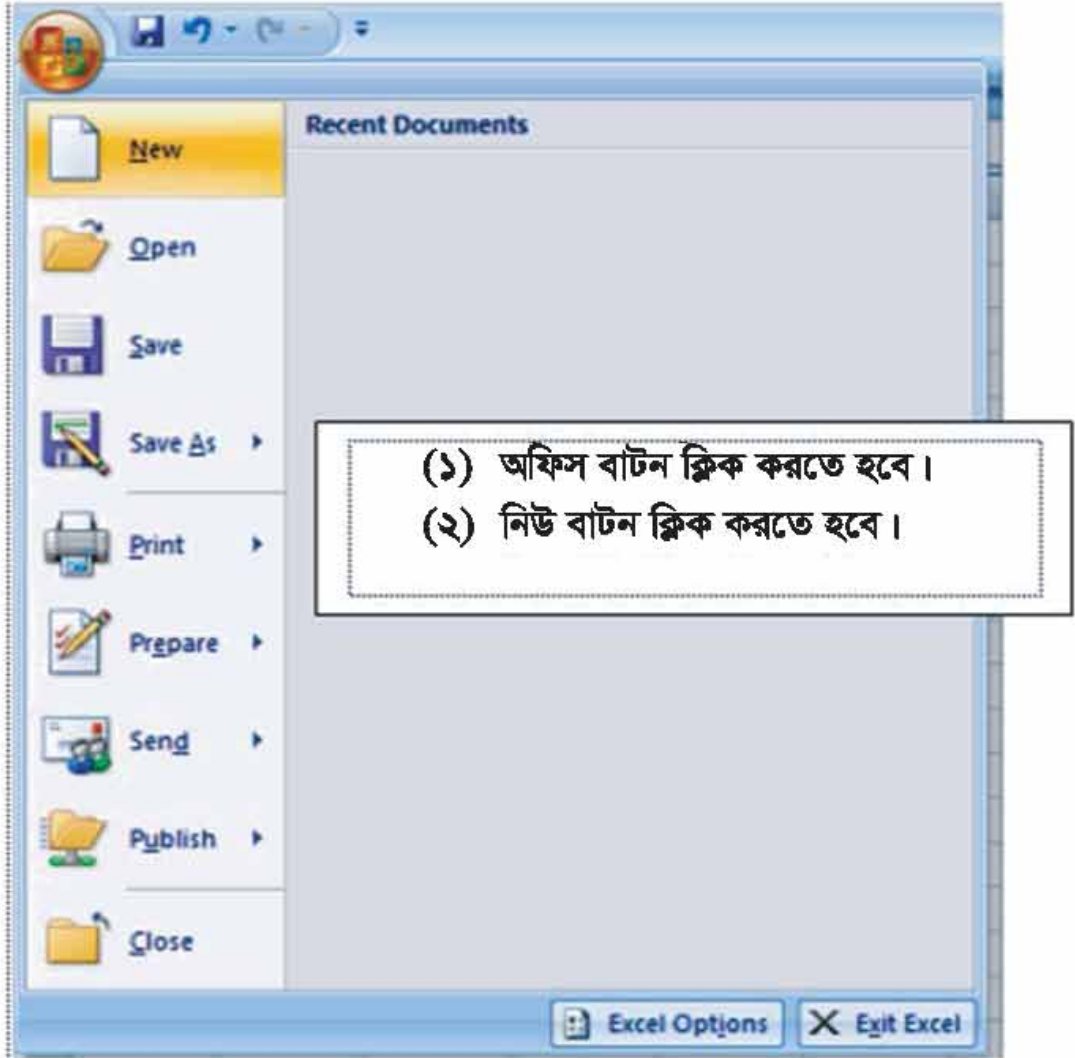 New
Recent Documents
Open
Save
Save As
(১) অফিস বাটন ক্লিক করতে হবে।
(২) নিউ বাটন ক্লিক করতে হবে।
Print
Prepare
Send
Publish
Close
Excel Options
Exit Excel